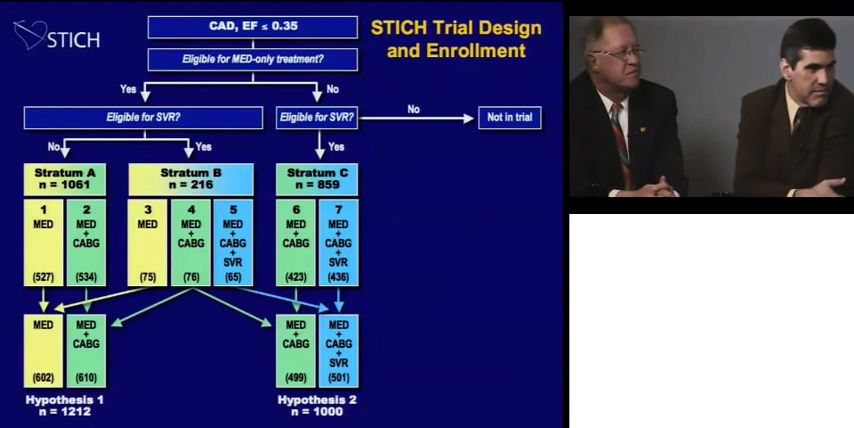 STICH
STICH Trial Design
and Enrollment
CAD, EF ≤ 0.35
Eligible for MED-only treatment?
Yes
No
Eligible for SVR?
Eligible for SVR?
No
Not in trial
No
Yes
Yes
Stratum A
n = 1061
Stratum B
n = 216
Stratum C
n = 859
1
MED
(527)
2
MED
+
CABG
(534)
3
MED
(75)
4
MED
+
CABG
(76)
5
MED
+
CABG
+
SVR
(65)
6
MED
+
CABG
(423)
7
MED
+
CABG
+
SVR
(436)
MED
(602)
MED
+
CABG
(610)
MED
+
CABG
(499)
MED
+
CABG
+
SVR
(501)
Hypothesis 1
n = 1212
Hypothesis 2
n = 1000